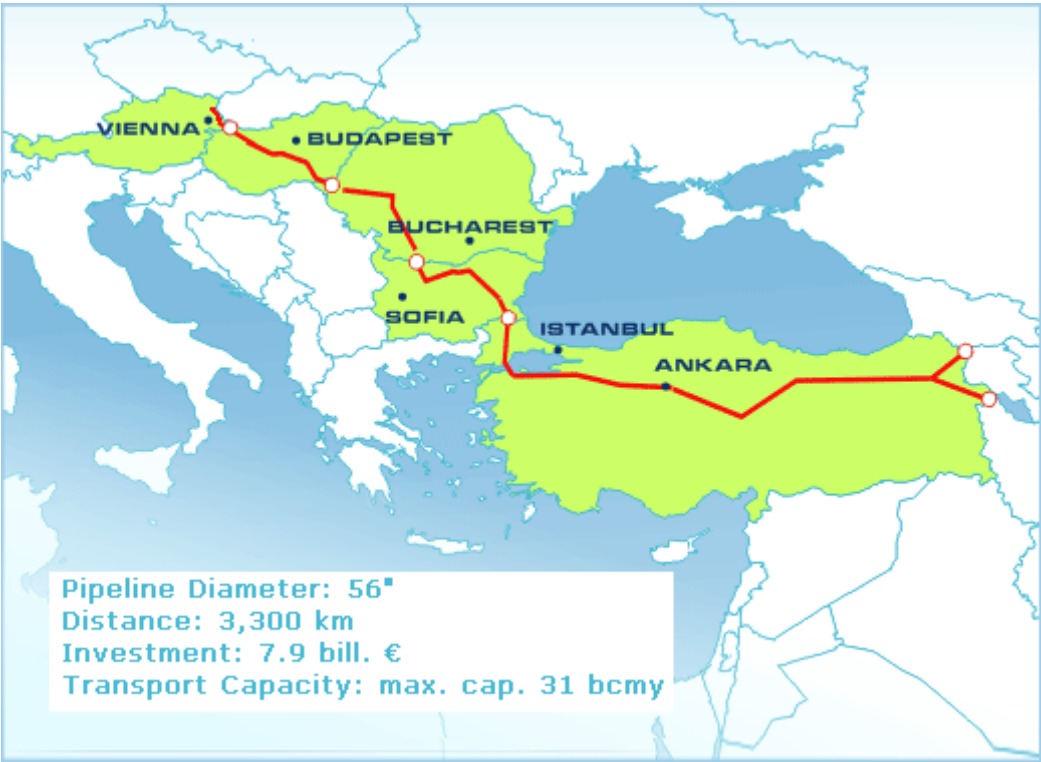 VIENNA
BUDAPEST
BUCHAREST
SOFIA
ISTANBUL
ANKARA
Pipeline Diameter: 56"
Distance: 3,300 km
Investment: 7.9 bill. €
Transport Capacity: max. cap. 31 bcmy